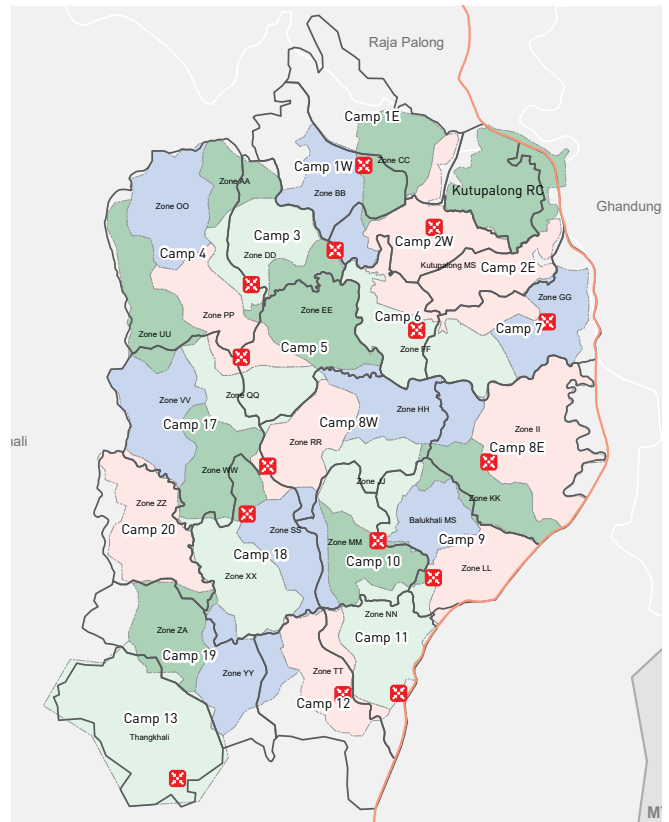 Raja Palong
Camp 1E
Camp 1W
Zone CC
Zone AA
Zone BB
Kutupalong RC
Zone OO
Ghandung
Camp 3
Camp 2W
Camp 4
Zone DD
Kutupalong MS
Camp 2E
Zone GG
Zone EE
Zone PP
Camp 6
Camp 7
Zone UU
Camp 5
Zone FF
Zone VV
Zone QQ
Zone HH
Camp 17
Camp 8W
Zone II
nali
Zone RR
Camp 8E
Zone WW
Zone JJ
Zone KK
Zone ZZ
Balukhali MS
Camp 20
Zone SS
Zone MM
Camp 9
Camp 18
Camp 10
Zone LL
Zone XX
Zone NN
Zone ZA
Camp 11
Camp 19
Zone YY
Zone TT
Camp 12
Camp 13
Thangkhali
MY